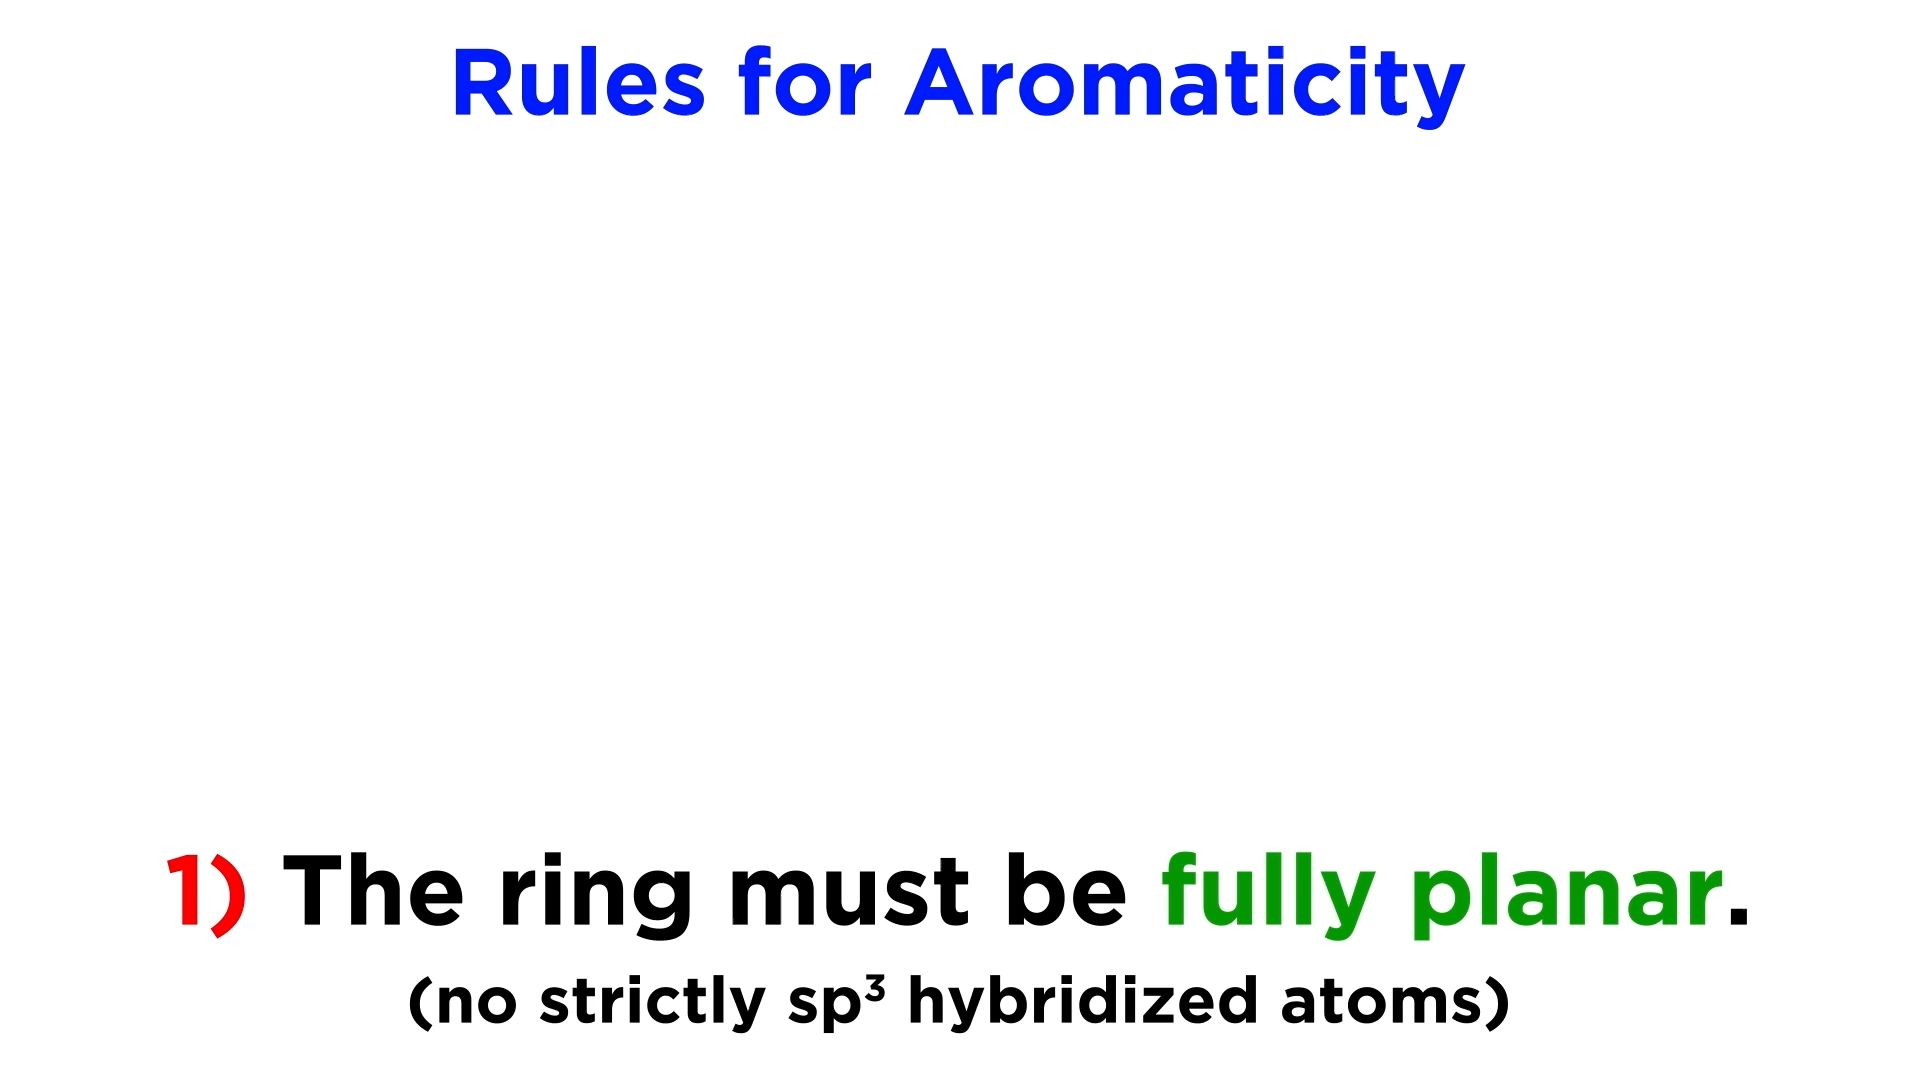 Rules for Aromaticity
1) The ring must be fully planar.
(no strictly sp³ hybridized atoms)